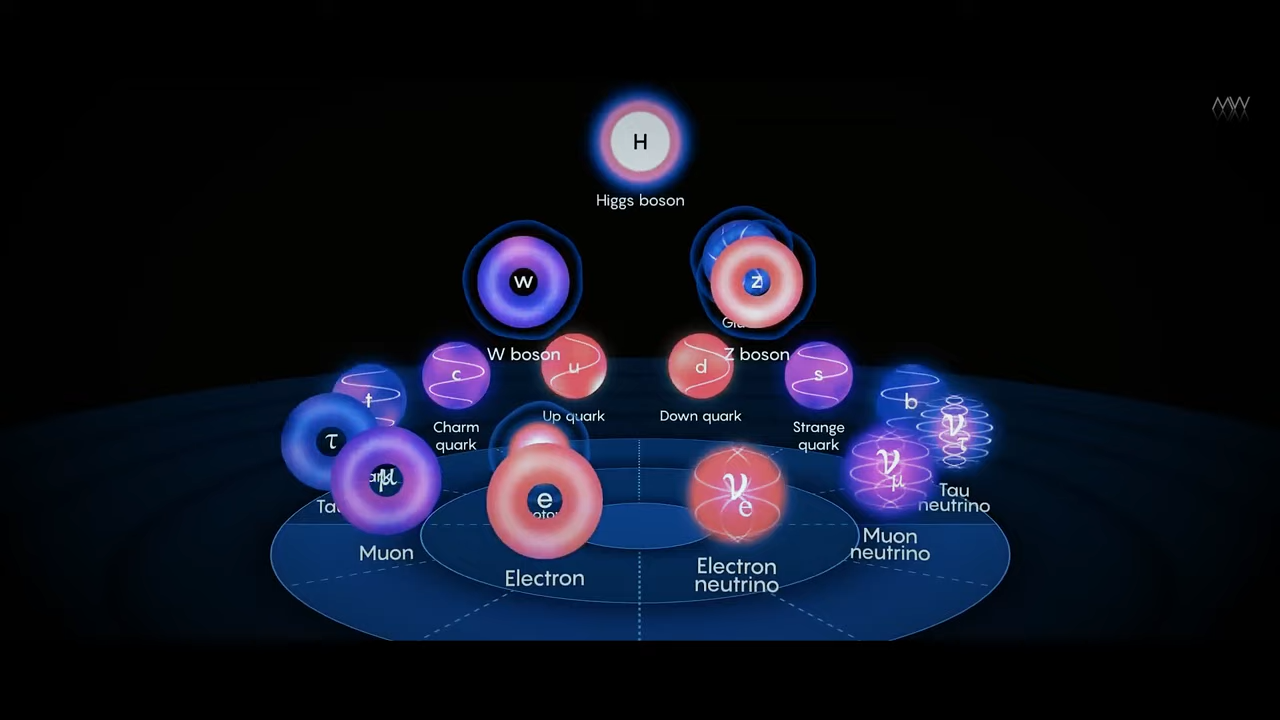 MW
H
Higgs boson
W
Z
W boson
Z boson
c
u
d
s
t
b
Up quark
Down quark
Charm
quark
Strange
quark
τ
ν
τ
μ
ν
μ
e
ν
e
Tau
neutrino
Muon
Muon
neutrino
Electron
Electron
neutrino